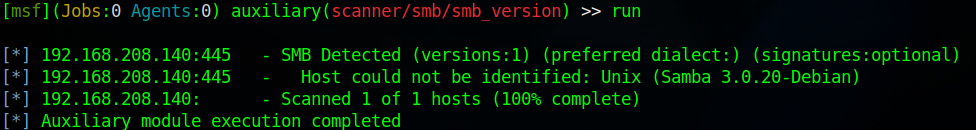 [msf](Jobs:0 Agents:0) auxiliary(scanner/smb/smb_version) >> run
[*] 192.168.208.140:445   - SMB Detected (versions:1) (preferred dialect:) (signatures:optional)
[*] 192.168.208.140:445   -   Host could not be identified: Unix (Samba 3.0.20-Debian)
[*] 192.168.208.140:      - Scanned 1 of 1 hosts (100% complete)
[*] Auxiliary module execution completed